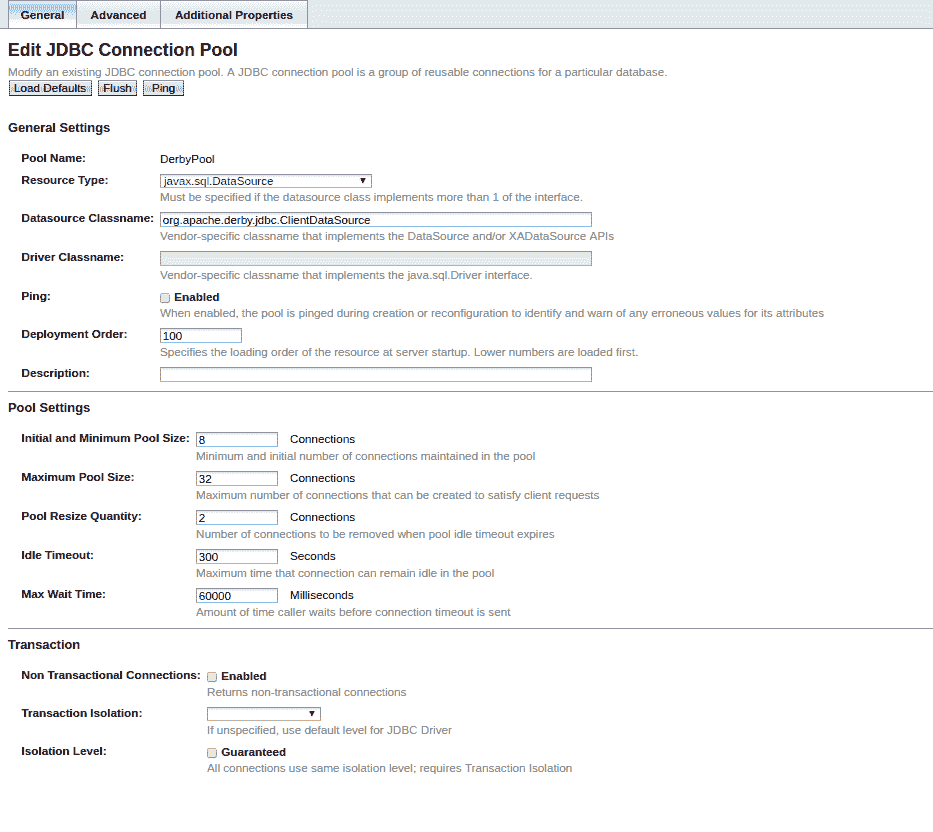 General Advanced Additional Properties
Edit JDBC Connection Pool
Modify an existing JDBC connection pool. A JDBC connection pool is a group of reusable connections for a particular database.
Load Defaults Flush Ping
General Settings
Pool Name: DerbyPool
Resource Type: javax.sql.DataSource
Must be specified if the datasource class implements more than 1 of the interface.
Datasource Classname: org.apache.derby.jdbc.ClientDataSource
Vendor-specific classname that implements the DataSource and/or XADataSource APIs
Driver Classname:
Vendor-specific classname that implements the java.sql.Driver interface.
Ping: Enabled
When enabled, the pool is pinged during creation or reconfiguration to identify and warn of any erroneous values for its attributes
Deployment Order: 100
Specifies the loading order of the resource at server startup. Lower numbers are loaded first.
Description:
Pool Settings
Initial and Minimum Pool Size: 8 Connections
Minimum and initial number of connections maintained in the pool
Maximum Pool Size: 32 Connections
Maximum number of connections that can be created to satisfy client requests
Pool Resize Quantity: 2 Connections
Number of connections to be removed when pool idle timeout expires
Idle Timeout: 300 Seconds
Maximum time that connection can remain idle in the pool
Max Wait Time: 60000 Milliseconds
Amount of time caller waits before connection timeout is sent
Transaction
Non Transactional Connections: Enabled
Returns non-transactional connections
Transaction Isolation:
If unspecified, use default level for JDBC Driver
Isolation Level: Guaranteed
All connections use same isolation level; requires Transaction Isolation